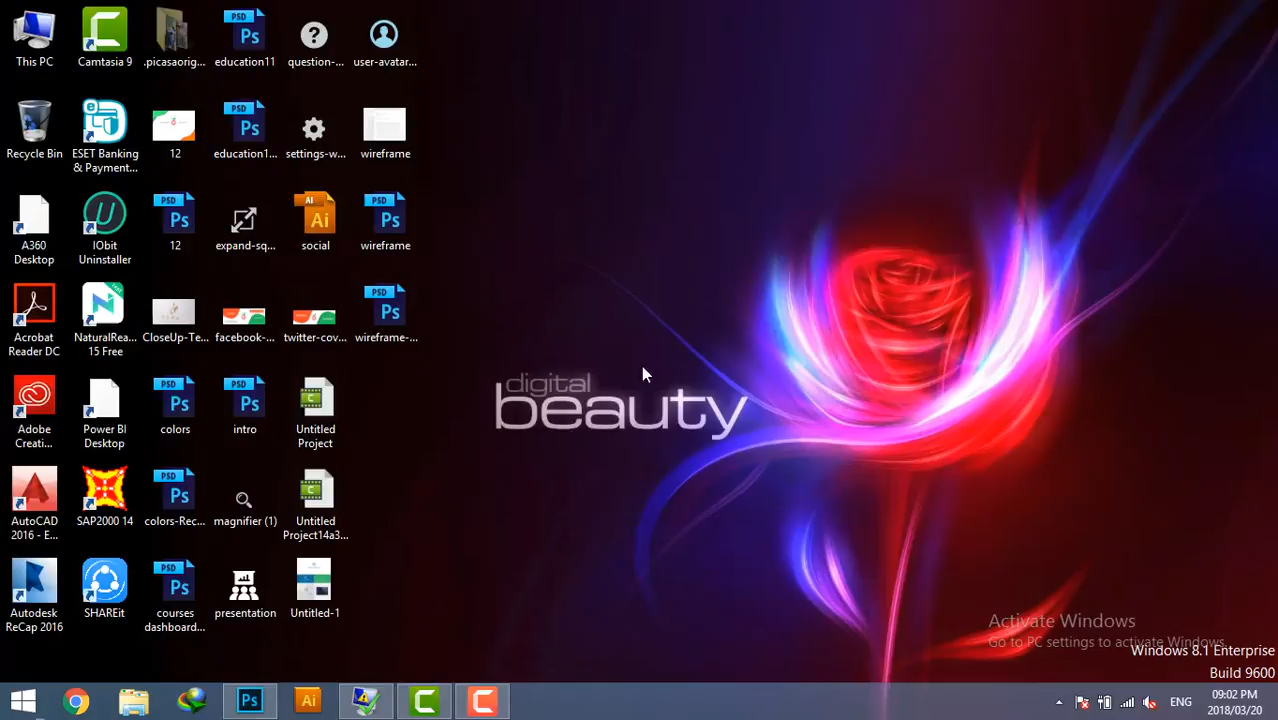 This PC
Camtasia 9
.picasaorig...
PSD
Ps
education11
?
question-...
user-avatar...
Recycle Bin
ESET Banking
& Payment...
12
PSD
Ps
education1...
settings-w...
wireframe
A360
Desktop
U
IObit
Uninstaller
PSD
Ps
12
expand-sq...
Ai
Ai
social
PSD
Ps
wireframe
Acrobat
Reader DC
N
NaturalRea...
15 Free
CloseUp-Te...
facebook-...
twitter-cov...
PSD
Ps
wireframe-...
Adobe
Creati...
Power BI
Desktop
PSD
Ps
colors
PSD
Ps
intro
Untitled
Project
AutoCAD
2016 - E...
SAP2000 14
PSD
Ps
colors-Rec...
magnifier (1)
Untitled
Project14a3...
Autodesk
ReCap 2016
SHAREit
PSD
Ps
courses
dashboard...
presentation
Untitled-1
digital
beauty
Activate Windows
Go to PC settings to activate Windows.
Windows 8.1 Enterprise
Build 9600
Ps
Ai
ENG
09:02 PM
2018/03/20